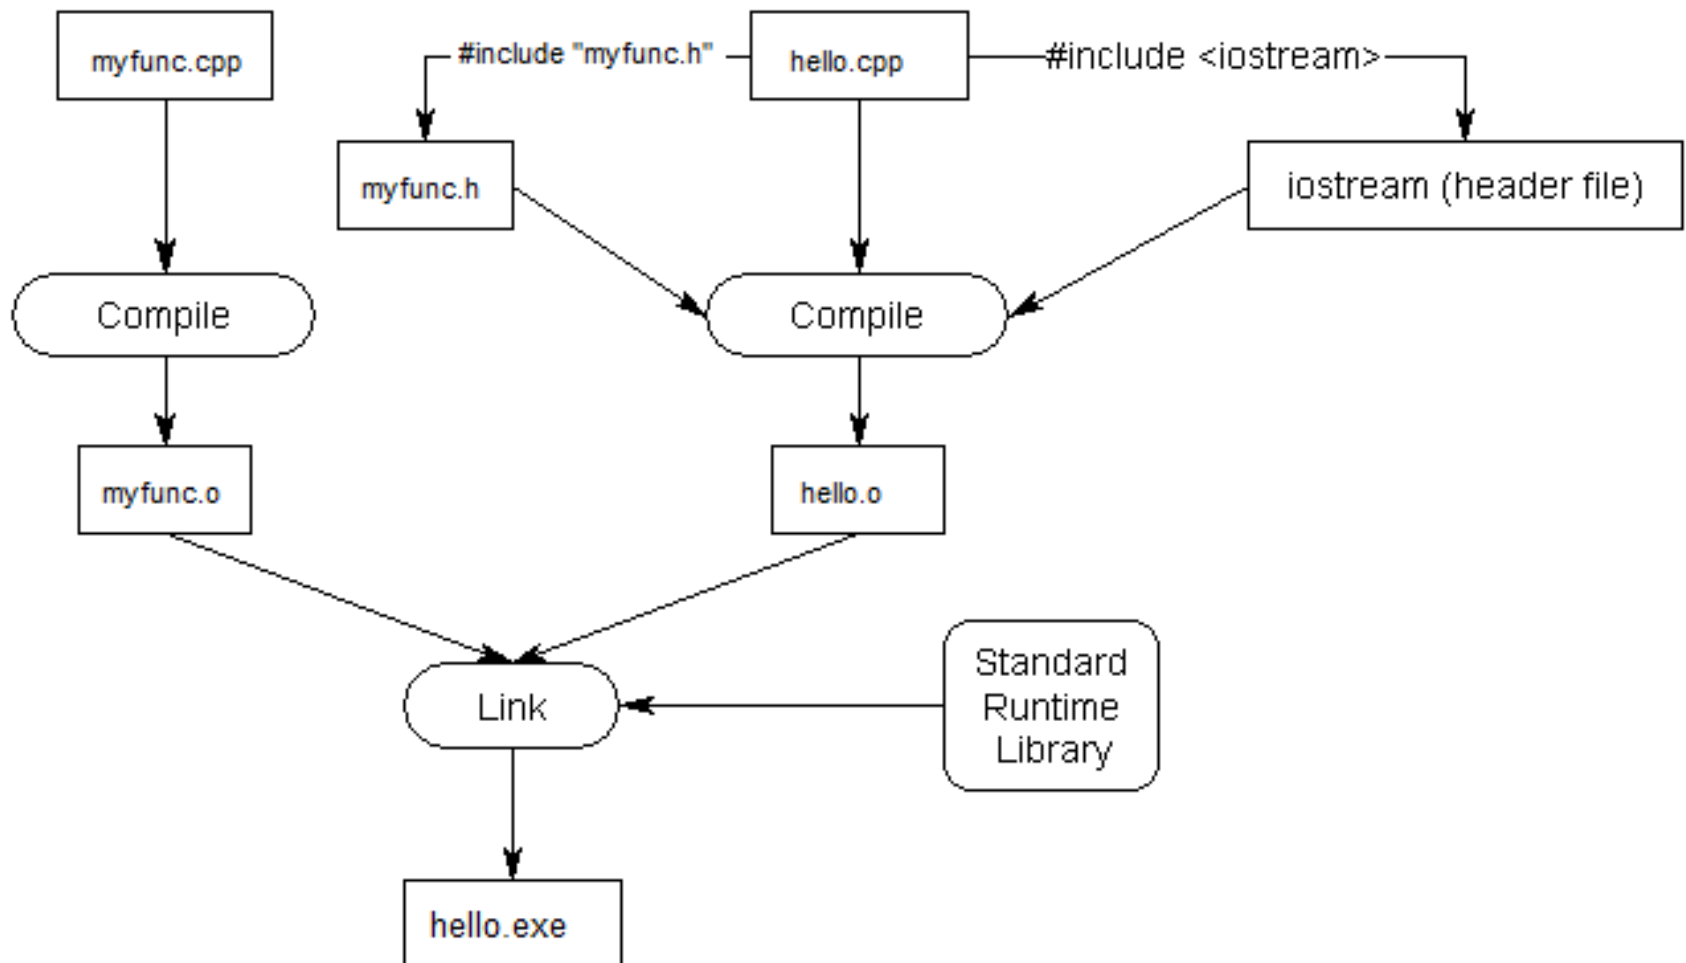 myfunc.cpp
#include "myfunc.h"
hello.cpp
#include <iostream>
myfunc.h
iostream (header file)
Compile
Compile
myfunc.o
hello.o
Link
Standard
Runtime
Library
hello.exe